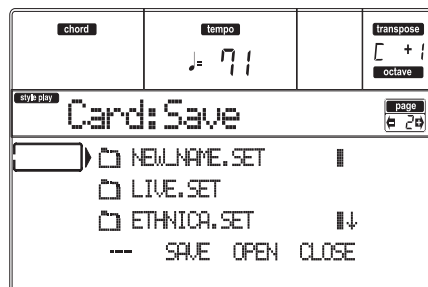 chord tempo transpose
♩= 71 C +1
octave
style play Card:Save page
2
NEW_NAME.SET
LIVE.SET
ETHNICA.SET
--- SAVE OPEN CLOSE